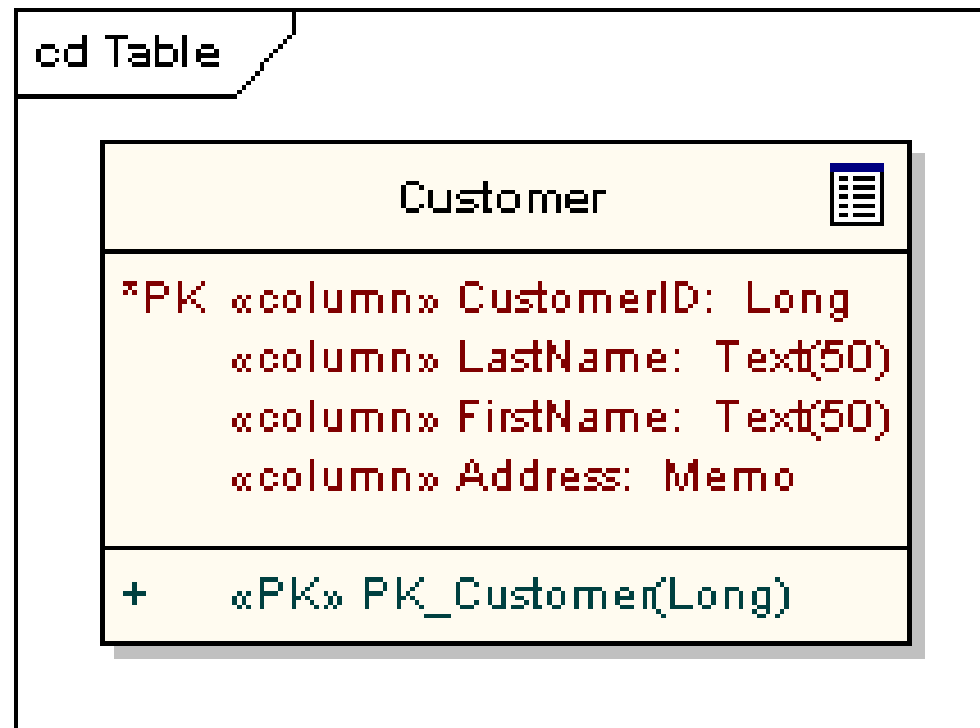 cd Table
Customer
*PK «column» CustomerID: Long
«column» LastName: Text(50)
«column» FirstName: Text(50)
«column» Address: Memo
+ «PK» PK_Customer(Long)